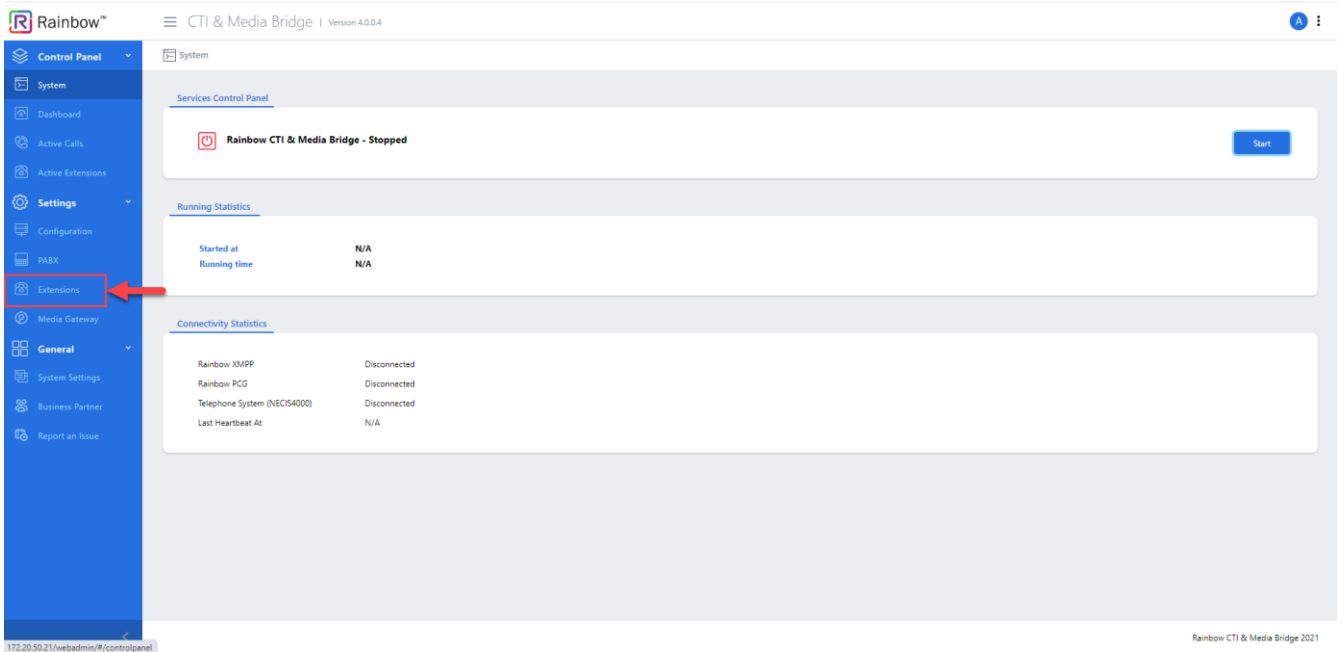 Rainbow™
CTI & Media Bridge | Version 4.0.0.4
A
Control Panel
System
Dashboard
Active Calls
Active Extensions
Settings
Configuration
PABX
Extensions
Media Gateway
General
System Settings
Business Partner
Report an Issue
System
Services Control Panel
Rainbow CTI & Media Bridge - Stopped
Start
Running Statistics
Started at N/A
Running time N/A
Connectivity Statistics
Rainbow XMPP Disconnected
Rainbow PCG Disconnected
Telephone System (NECIS4000) Disconnected
Last Heartbeat At N/A
Rainbow CTI & Media Bridge 2021
172.20.50.21/webadmin/#/controlpanel